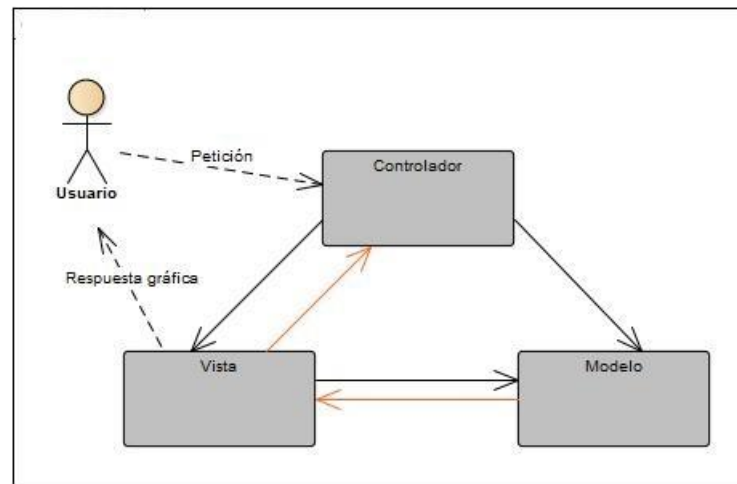 Petición
Controlador
Usuario
Respuesta gráfica
Vista
Modelo